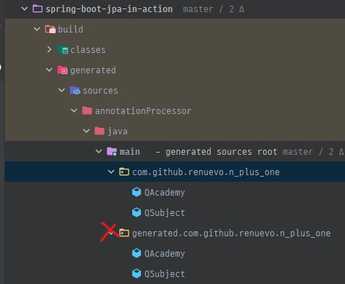 spring-boot-jpa-in-action master / 2 Δ
build
classes
generated
sources
annotationProcessor
java
main – generated sources root master / 2 Δ
com.github.renuevo.n_plus_one
QAcademy
QSubject
generated.com.github.renuevo.n_plus_one
QAcademy
QSubject